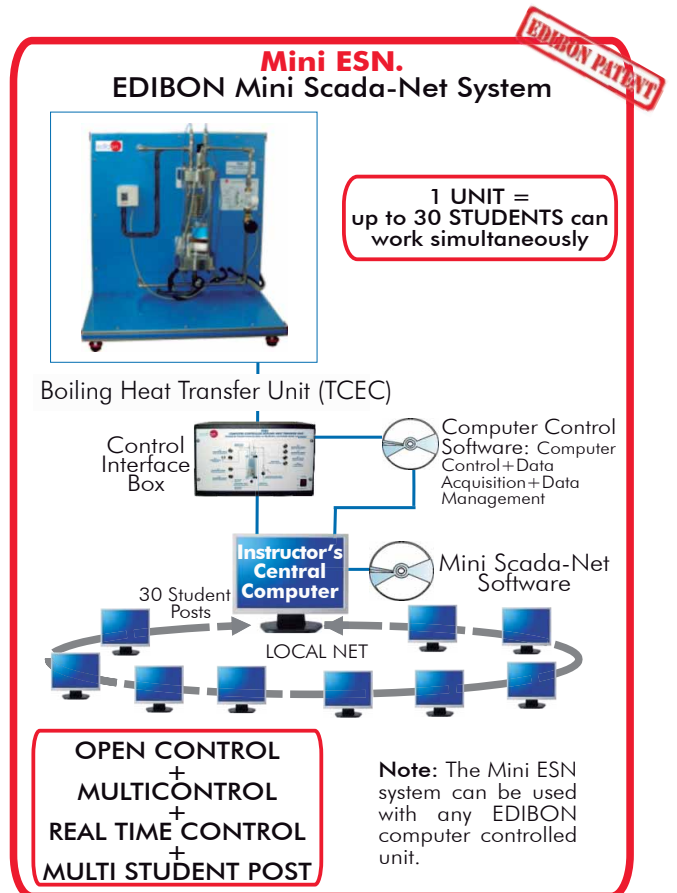 EDIBON PATENT
Mini ESN.
EDIBON Mini Scada-Net System
1 UNIT =
up to 30 STUDENTS can
work simultaneously
Boiling Heat Transfer Unit (TCEC)
Control
Interface
Box
Computer Control
Software: Computer
Control+Data
Acquisition+Data
Management
Instructor's
Central
Computer
Mini Scada-Net
Software
30 Student
Posts
LOCAL NET
OPEN CONTROL
+
MULTICONTROL
+
REAL TIME CONTROL
+
MULTI STUDENT POST
Note: The Mini ESN
system can be used
with any EDIBON
computer controlled
unit.